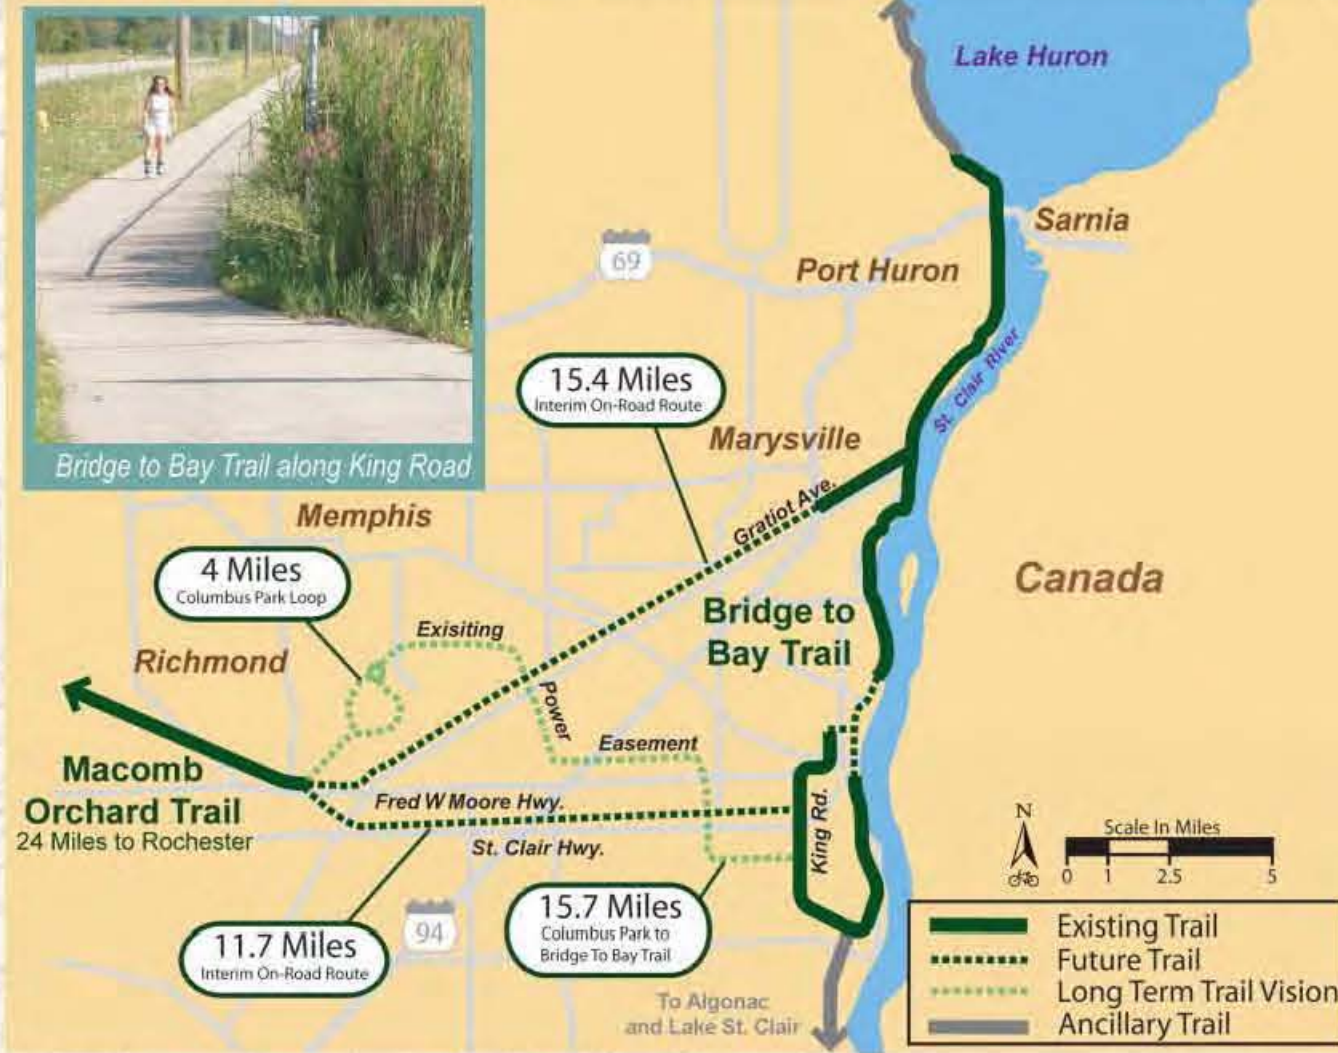 Lake Huron
Sarnia
69
Port Huron
St. Clair River
15.4 Miles
Interim On-Road Route
Marysville
Bridge to Bay Trail along King Road
Gratiot Ave.
Memphis
4 Miles
Columbus Park Loop
Canada
Bridge to
Bay Trail
Exisiting
Richmond
Power
Easement
Macomb
Orchard Trail
24 Miles to Rochester
Fred W Moore Hwy.
King Rd.
St. Clair Hwy.
N
Scale In Miles
0 1 2.5 5
15.7 Miles
Columbus Park to
Bridge To Bay Trail
94
11.7 Miles
Interim On-Road Route
Existing Trail
Future Trail
Long Term Trail Vision
Ancillary Trail
To Algonac
and Lake St. Clair